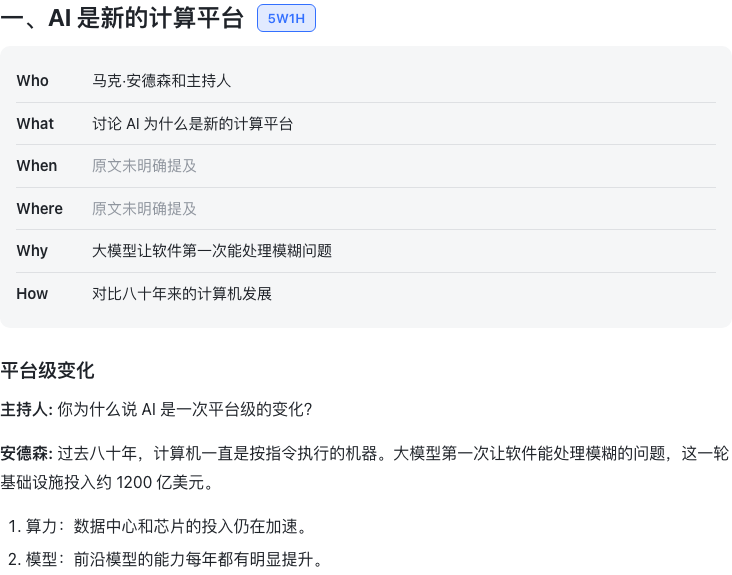 一、AI 是新的计算平台 5W1H
Who 马克·安德森和主持人
What 讨论 AI 为什么是新的计算平台
When 原文未明确提及
Where 原文未明确提及
Why 大模型让软件第一次能处理模糊问题
How 对比八十年来的计算机发展
平台级变化
主持人: 你为什么说 AI 是一次平台级的变化?
安德森: 过去八十年，计算机一直是按指令执行的机器。大模型第一次让软件能处理模糊的问题，这一轮
基础设施投入约 1200 亿美元。
1. 算力：数据中心和芯片的投入仍在加速。
2. 模型：前沿模型的能力每年都有明显提升。